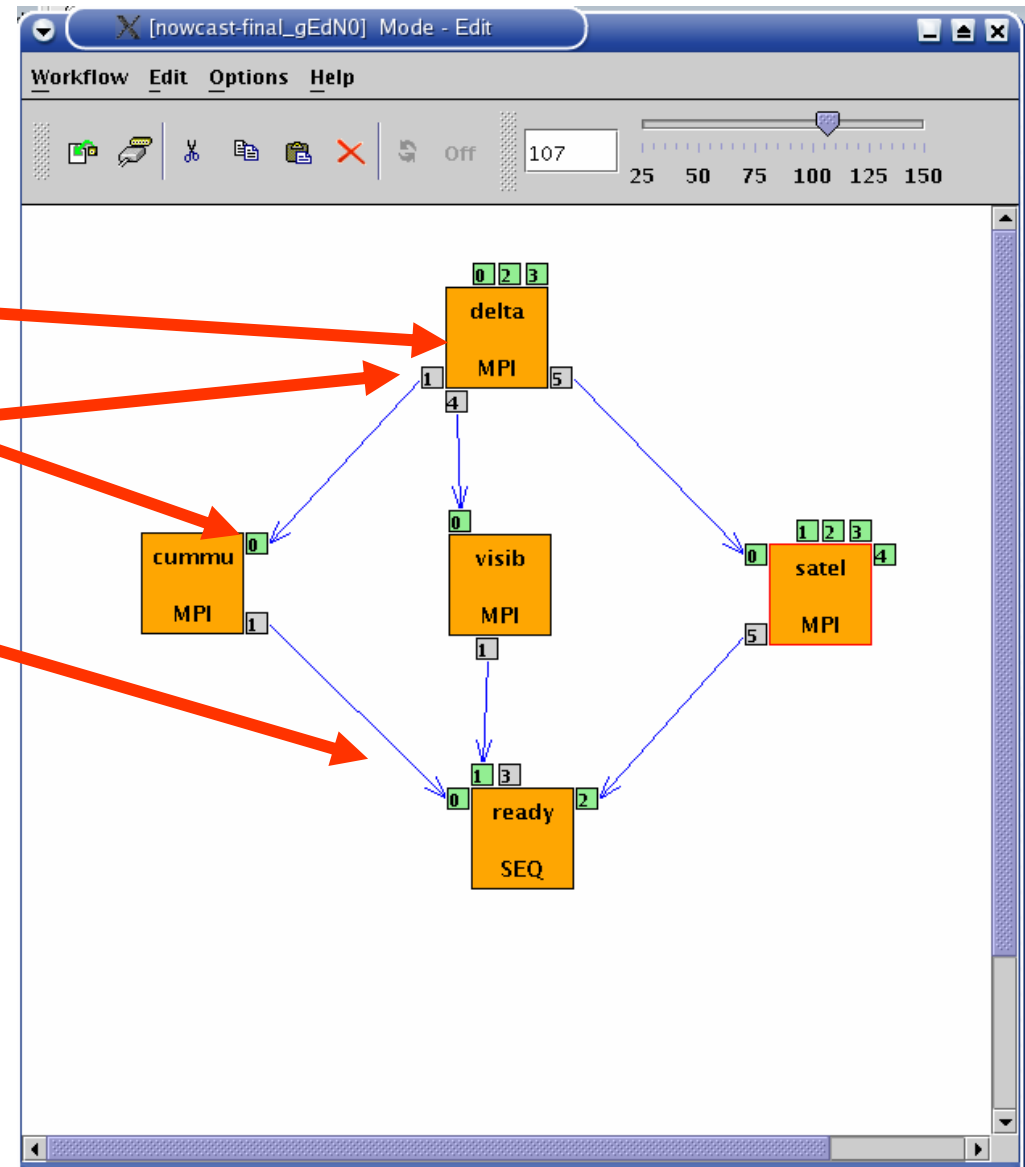 [nowcast-final_gEdN0] Mode - Edit
Workflow Edit Options Help
Off 107
25 50 75 100 125 150
0 2 3
delta
MPI
1 5
4
0
cummu
MPI
1
0
visib
MPI
1
1 2 3
0 4
satel
MPI
5
1 3
0 2
ready
SEQ